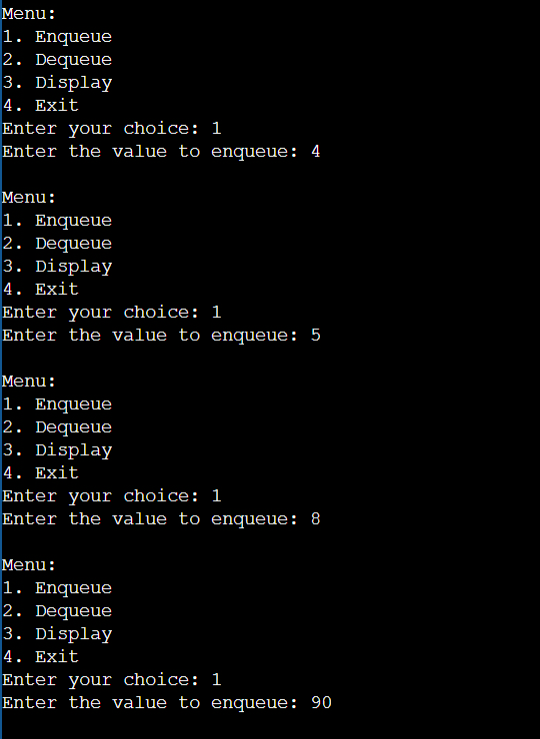 Menu:
1. Enqueue
2. Dequeue
3. Display
4. Exit
Enter your choice: 1
Enter the value to enqueue: 4
Menu:
1. Enqueue
2. Dequeue
3. Display
4. Exit
Enter your choice: 1
Enter the value to enqueue: 5
Menu:
1. Enqueue
2. Dequeue
3. Display
4. Exit
Enter your choice: 1
Enter the value to enqueue: 8
Menu:
1. Enqueue
2. Dequeue
3. Display
4. Exit
Enter your choice: 1
Enter the value to enqueue: 90